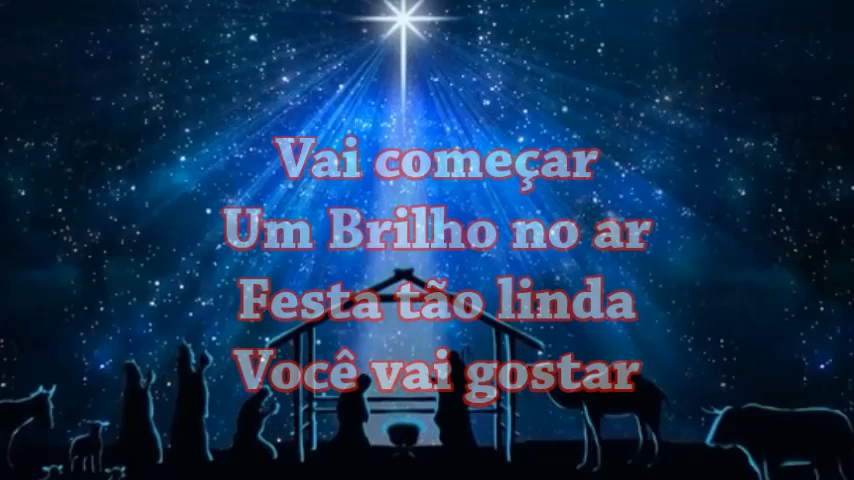 Vai começar
Um Brilho no ar
Festa tão linda
Você vai gostar